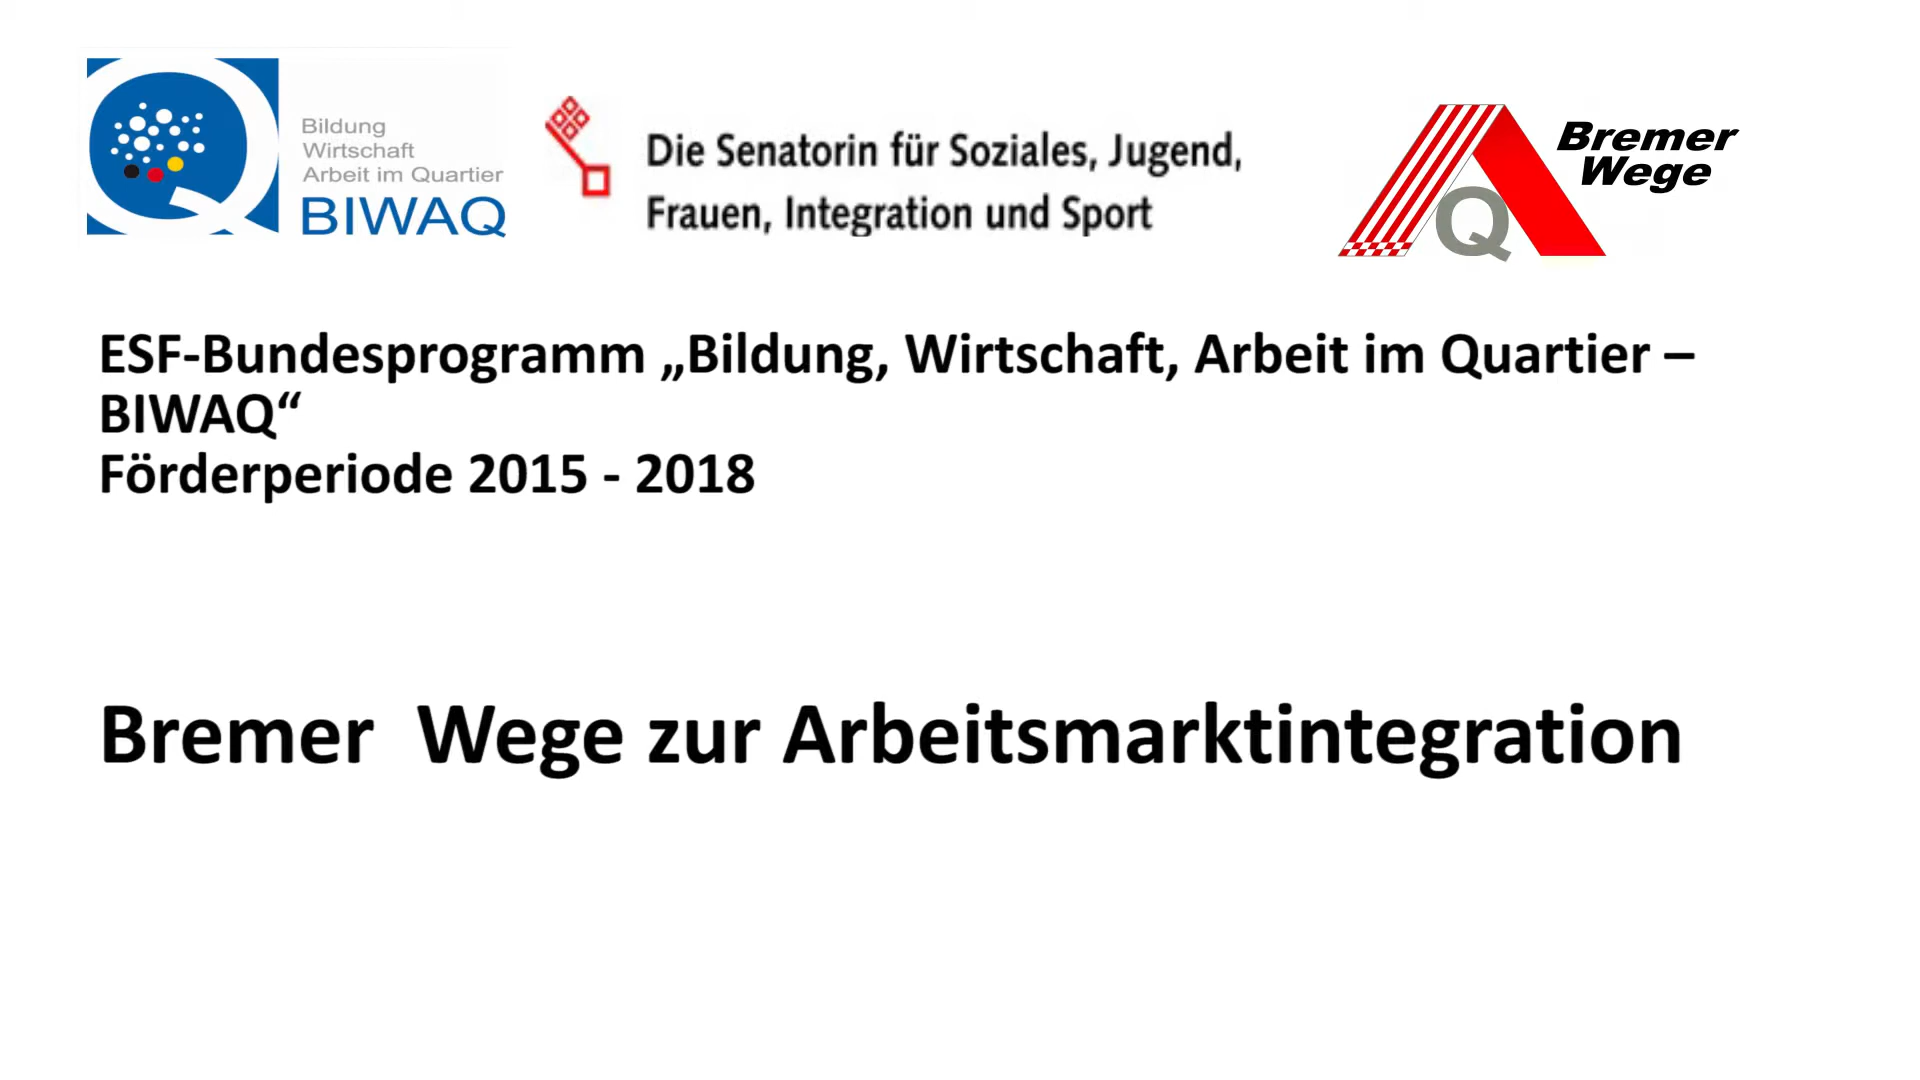 Bildung
Wirtschaft
Arbeit im Quartier
BIWAQ
Die Senatorin für Soziales, Jugend,
Frauen, Integration und Sport
Bremer
Wege
Q
ESF-Bundesprogramm „Bildung, Wirtschaft, Arbeit im Quartier –
BIWAQ“
Förderperiode 2015 - 2018
Bremer  Wege zur Arbeitsmarktintegration